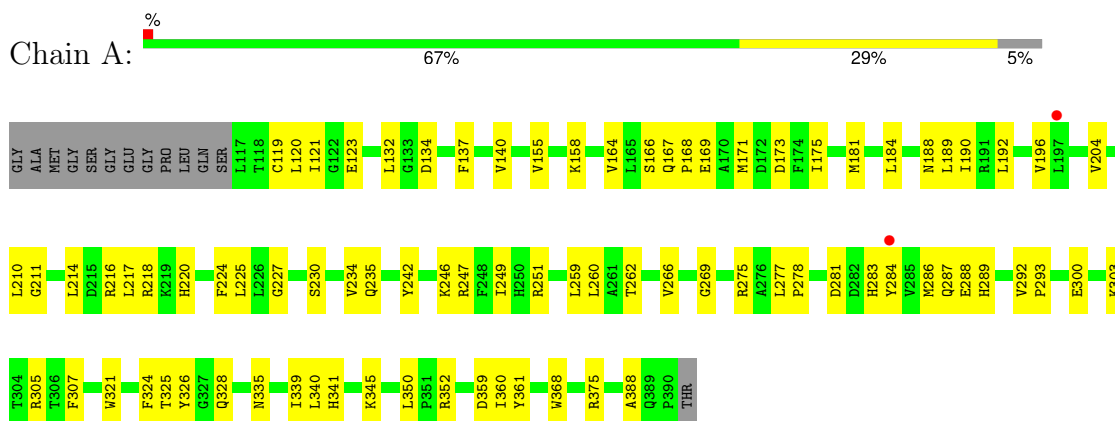 %
Chain A:
67% 29% 5%
GLY ALA MET GLY SER GLY GLU GLY PRO LEU GLN SER L117 T118 C119 L120 I121 G122 E123 L132 G133 D134 F137 V140 V155 K158 V164 L165 S166 Q167 P168 E169 A170 M171 D172 D173 F174 I175 M181 L184 N188 L189 I190 R191 L192 V196 L197 V204
L210 G211 L214 D215 R216 L217 R218 K219 H220 F224 L225 L226 G227 S230 V234 Q235 Y242 K246 R247 F248 I249 H250 R251 L259 L260 A261 T262 V266 G269 R275 A276 L277 P278 D281 D282 H283 Y284 V285 M286 Q287 E288 H289 V292 P293 E300 K303
T304 R305 T306 F307 W321 F324 T325 Y326 G327 Q328 N335 I339 L340 H341 K345 L350 P351 R352 D359 I360 Y361 W368 R375 A388 Q389 P390 THR